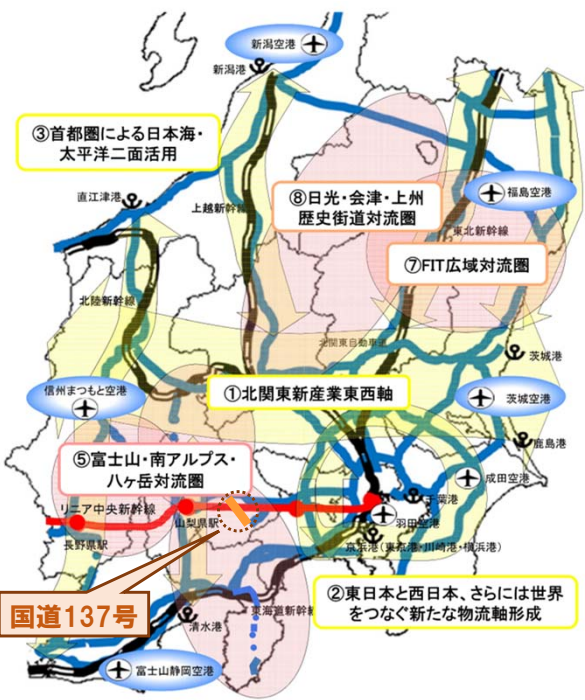 新潟空港
新潟港
③首都圏による日本海・
太平洋二面活用
直江津港
上越新幹線
⑧日光・会津・上州
歴史街道対流圏
福島空港
東北新幹線
⑦FIT広域対流圏
北陸新幹線
北関東自動車道
茨城港
①北関東新産業東西軸
信州まつもと空港
茨城空港
鹿島港
⑤富士山・南アルプス・
八ヶ岳対流圏
成田空港
リニア中央新幹線
千葉港
山梨県駅
羽田空港
長野県駅
京浜港(東京港・川崎港・横浜港)
②東日本と西日本、さらには世界
をつなぐ新たな物流軸形成
国道137号
東海道新幹線
清水港
富士山静岡空港